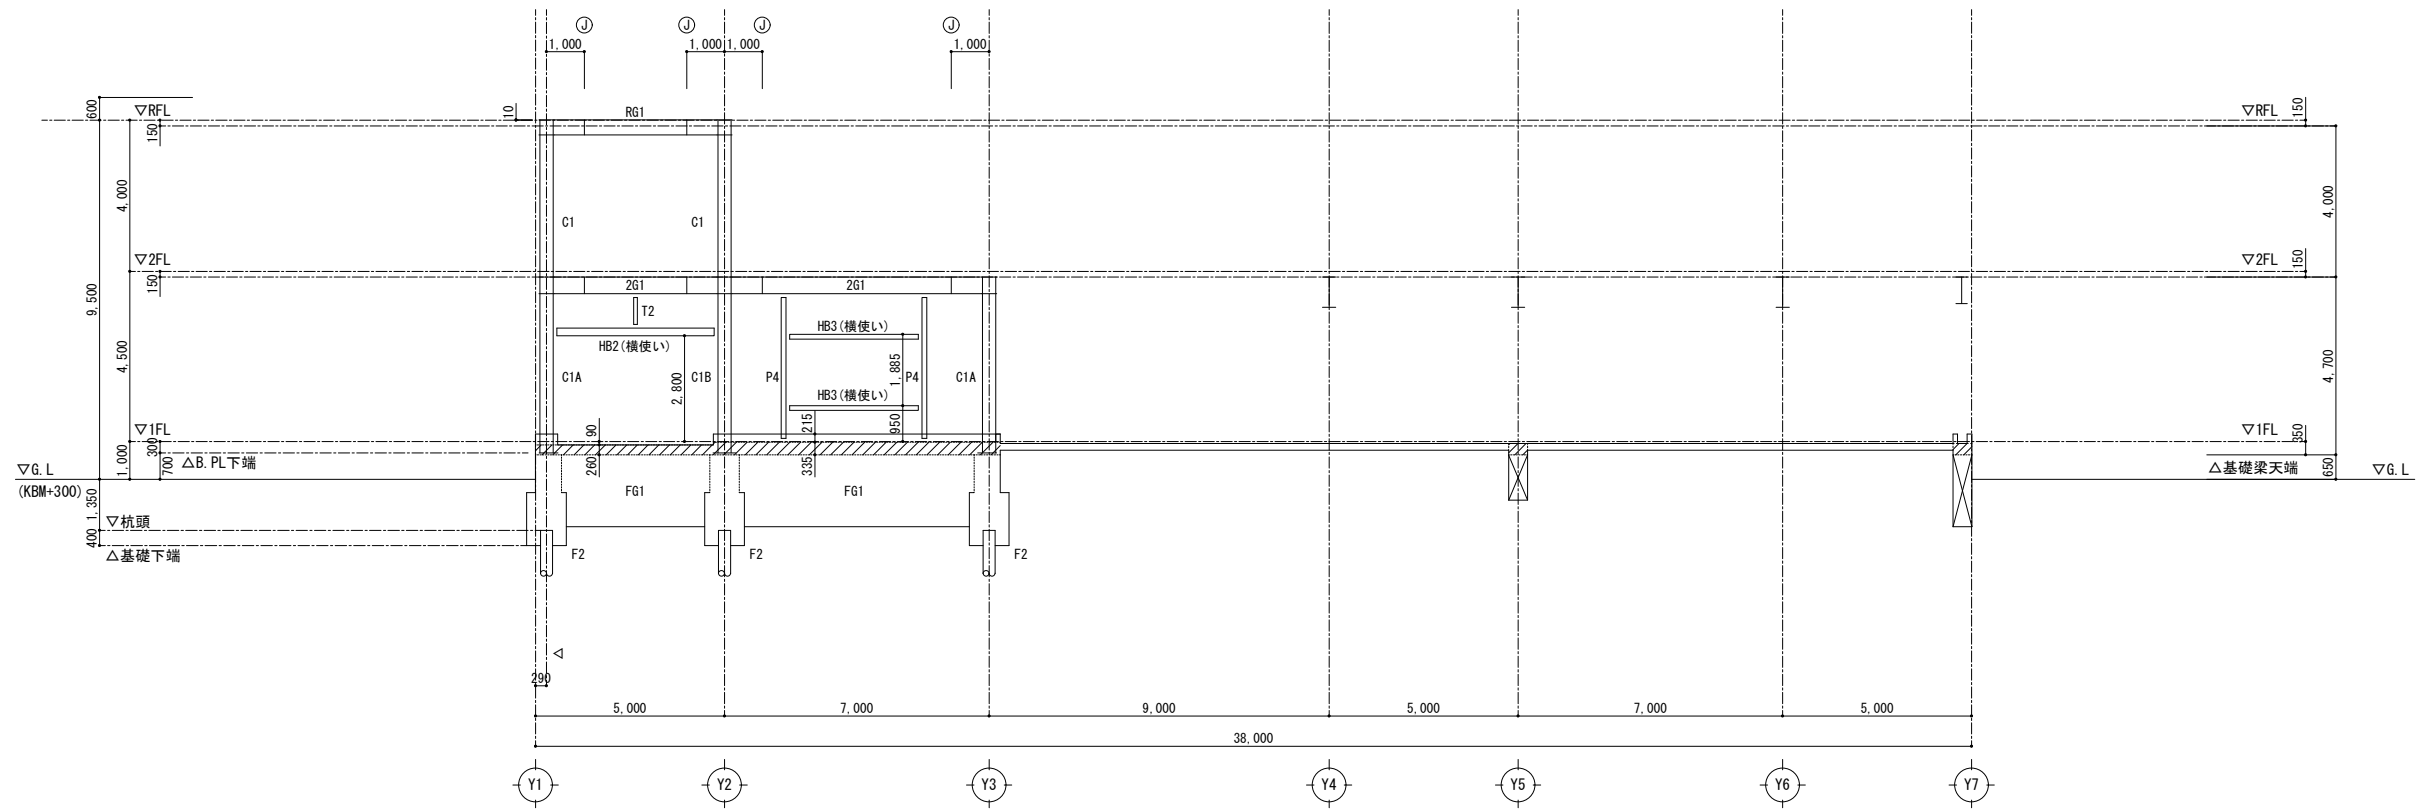 J J J J
1,000 1,000 1,000 1,000
600 ▽RFL 10 RG1 ▽RFL 150
150
4,000 C1 C1 4,000
▽2FL ▽2FL 150
150 2G1 2G1
9,500 T2
HB3(横使い)
HB2(横使い)
4,500 C1A C1B 2,800 P4 1,885 P4 C1A 4,700
HB3(横使い)
▽1FL 90 215 950 ▽1FL 350
300
1,000 700 △B.PL下端 260 335
▽G.L △基礎梁天端 650 ▽G.L
(KBM+300) 1,350 FG1 FG1
▽杭頭
400 △基礎下端 F2 F2 F2
290
5,000 7,000 9,000 5,000 7,000 5,000
38,000
Y1 Y2 Y3 Y4 Y5 Y6 Y7